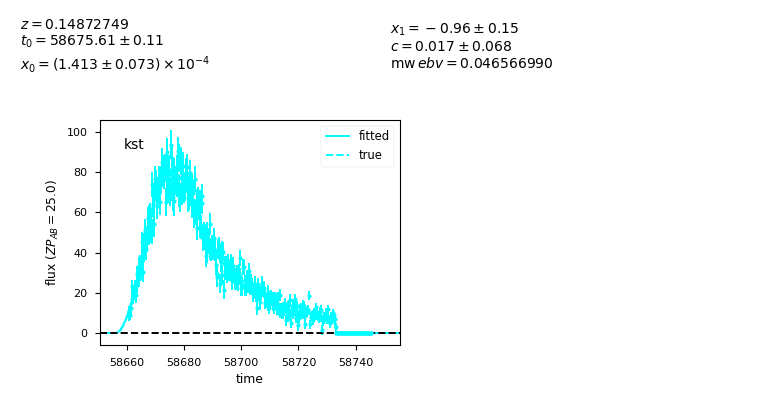 z = 0.14872749
t₀ = 58675.61 ± 0.11
x₀ = (1.413 ± 0.073) × 10⁻⁴
x₁ = −0.96 ± 0.15
c = 0.017 ± 0.068
mw ebv = 0.046566990
kst
fitted
true
100
80
60
40
20
0
flux (ZP_AB = 25.0)
58660 58680 58700 58720 58740
time